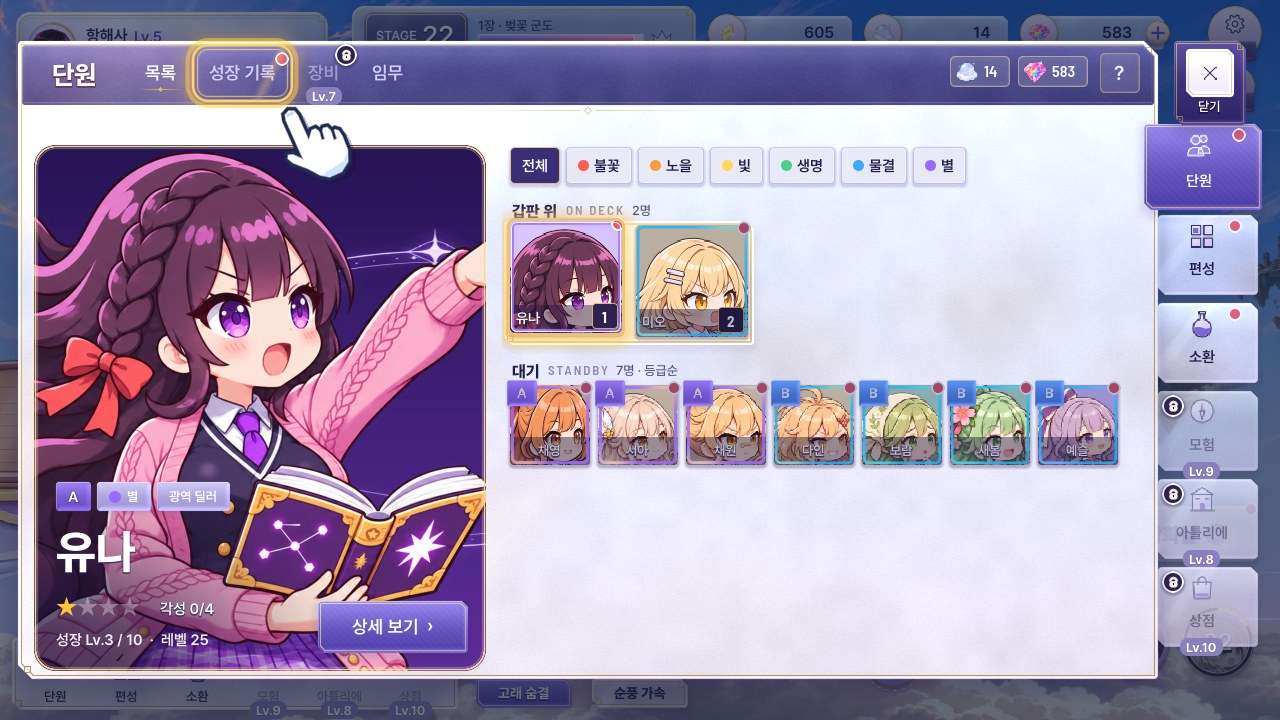 항해사 Lv.5
STAGE 22
1장 · 벚꽃 군도
605
14
583
단원
목록
성장 기록
장비
Lv.7
임무
14
583
?
닫기
전체
불꽃
노을
빛
생명
물결
별
갑판 위 ON DECK 2명
유나
1
미오
2
대기 STANDBY 7명 · 등급순
A
A
A
B
B
B
B
채영
서아
채원
다인
보람
새봄
예슬
A
별
광역 딜러
유나
각성 0/4
성장 Lv.3 / 10 · 레벨 25
상세 보기 ›
단원
편성
소환
모험
Lv.9
아틀리에
Lv.8
상점
Lv.10
단원
편성
소환
모험
Lv.9
아틀리에
Lv.8
상점
Lv.10
고래 숨결
순풍 가속